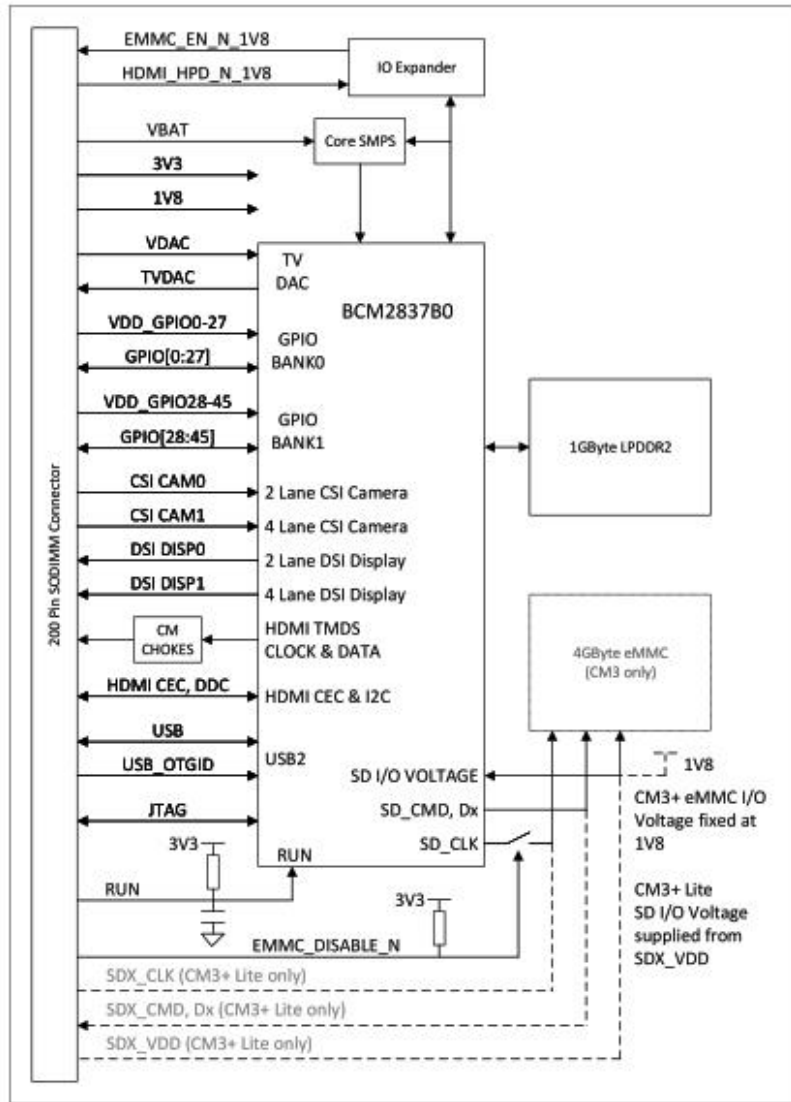 EMMC_EN_N_1V8
IO Expander
HDMI_HPD_N_1V8
VBAT
Core SMPS
3V3
1V8
VDAC
TV
DAC
TVDAC
BCM2837B0
VDD_GPIO0-27
GPIO
BANK0
GPIO[0:27]
VDD_GPIO28-45
GPIO
BANK1
GPIO[28:45]
1GByte LPDDR2
200 Pin SODIMM Connector
CSI CAM0
2 Lane CSI Camera
CSI CAM1
4 Lane CSI Camera
DSI DISP0
2 Lane DSI Display
DSI DISP1
4 Lane DSI Display
CM
CHOKES
HDMI TMDS
CLOCK & DATA
4GByte eMMC
(CM3 only)
HDMI CEC, DDC
HDMI CEC & I2C
USB
USB2
USB_OTGID
SD I/O VOLTAGE
1V8
SD_CMD, Dx
CM3+ eMMC I/O
Voltage fixed at
1V8
JTAG
SD_CLK
3V3
RUN
RUN
3V3
CM3+ Lite
SD I/O Voltage
supplied from
SDX_VDD
EMMC_DISABLE_N
SDX_CLK (CM3+ Lite only)
SDX_CMD, Dx (CM3+ Lite only)
SDX_VDD (CM3+ Lite only)